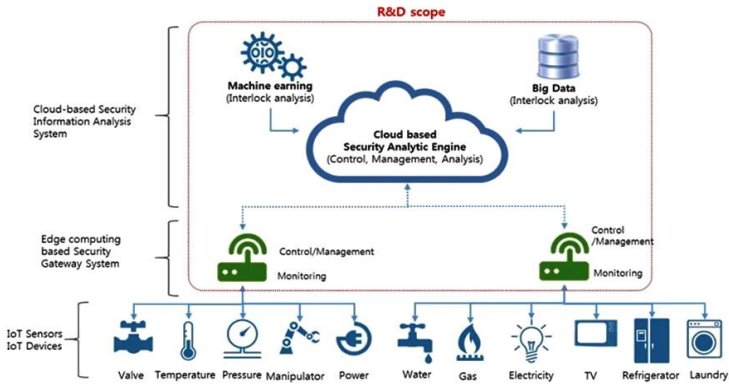 R&D scope
Machine earning
(Interlock analysis)
Big Data
(Interlock analysis)
Cloud-based Security
Information Analysis
System
Cloud based
Security Analytic Engine
(Control, Management, Analysis)
Edge computing
based Security
Gateway System
Control/Management
Monitoring
Control
/Management
Monitoring
IoT Sensors
IoT Devices
Valve
Temperature
Pressure
Manipulator
Power
Water
Gas
Electricity
TV
Refrigerator
Laundry